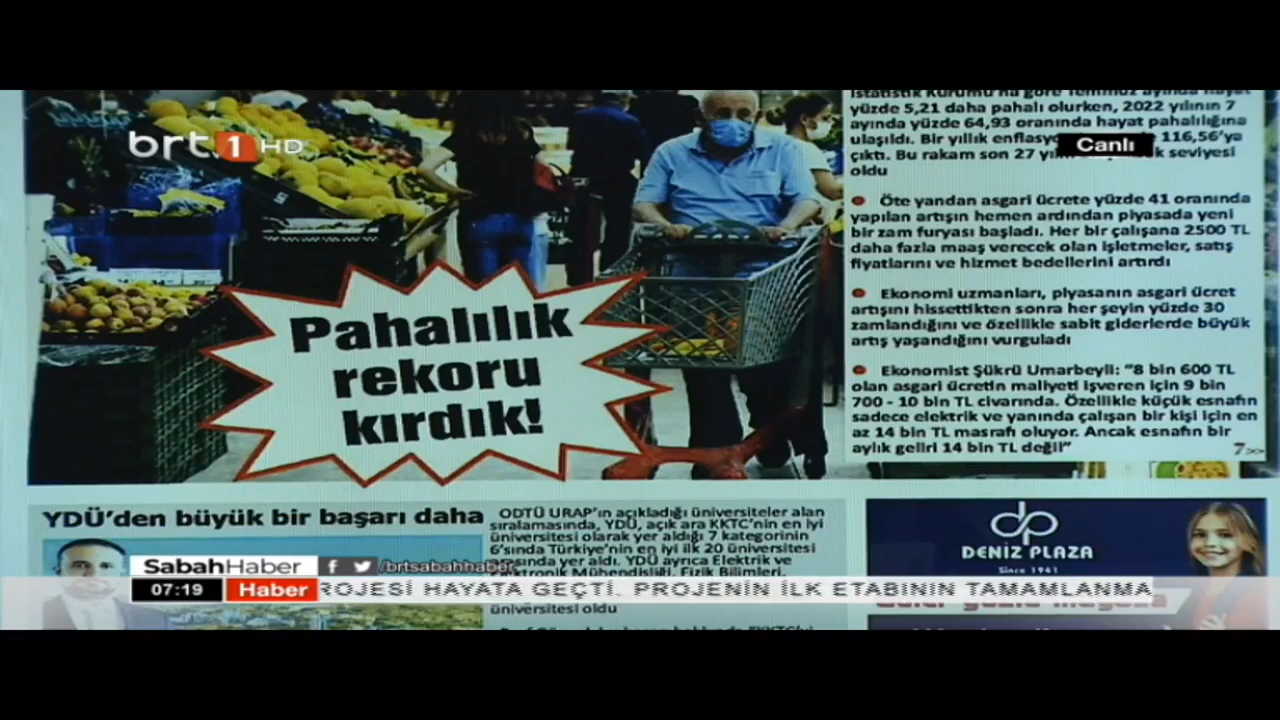 brt 1 HD
Canlı
İstatistik Kurumu'na göre Temmuz ayında hayat
yüzde 5,21 daha pahalı olurken, 2022 yılının 7
ayında yüzde 64,93 oranında hayat pahalılığına
ulaşıldı. Bir yıllık enflasyon 116,56'ya
çıktı. Bu rakam son 27 yılın seviyesi
oldu
Öte yandan asgari ücrete yüzde 41 oranında
yapılan artışın hemen ardından piyasada yeni
bir zam furyası başladı. Her bir çalışana 2500 TL
daha fazla maaş verecek olan işletmeler, satış
fiyatlarını ve hizmet bedellerini artırdı
Ekonomi uzmanları, piyasanın asgari ücret
artışını hissettikten sonra her şeyin yüzde 30
zamlandığını ve özellikle sabit giderlerde büyük
artış yaşandığını vurguladı
Ekonomist Şükrü Umarbeyli: "8 bin 600 TL
olan asgari ücretin maliyeti işveren için 9 bin
700 - 10 bin TL civarında. Özellikle küçük esnafın
sadece elektrik ve yanında çalışan bir kişi için en
az 14 bin TL masrafı oluyor. Ancak esnafın bir
aylık geliri 14 bin TL değil"
7>>
Pahalılık
rekoru
kırdık!
YDÜ'den büyük bir başarı daha
ODTÜ URAP'ın açıkladığı üniversiteler alan
sıralamasında, YDÜ, açık ara KKTC'nin en iyi
üniversitesi olarak yer aldığı 7 kategorinin
6'sında Türkiye'nin en iyi ilk 20 üniversitesi
arasında yer aldı. YDÜ ayrıca Elektrik ve
Elektronik Mühendisliği, Fizik Bilimleri,
üniversitesi oldu
dp
DENİZ PLAZA
Since 1941
SabahHaber
/brtsabahhaber
07:19
Haber
ROJESİ HAYATA GEÇTİ. PROJENİN İLK ETABININ TAMAMLANMA